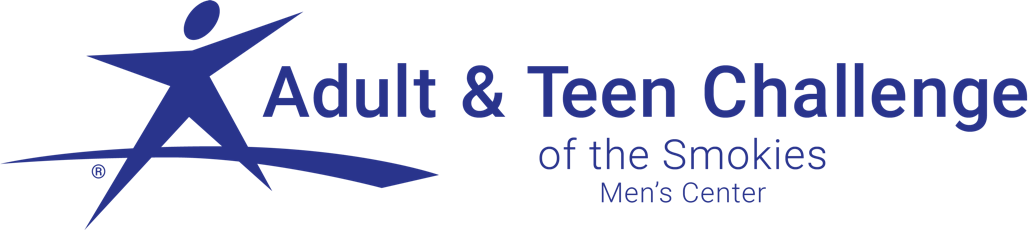 Adult & Teen Challenge
of the Smokies
Men's Center
®